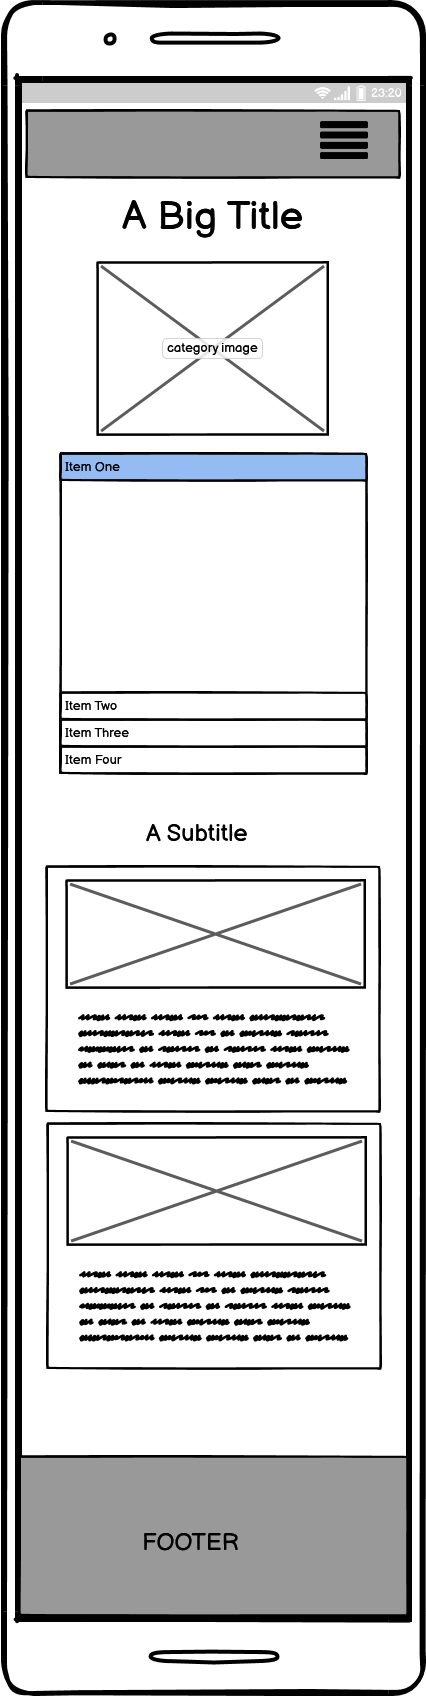 23:20
A Big Title
category image
Item One
Item Two
Item Three
Item Four
A Subtitle
FOOTER